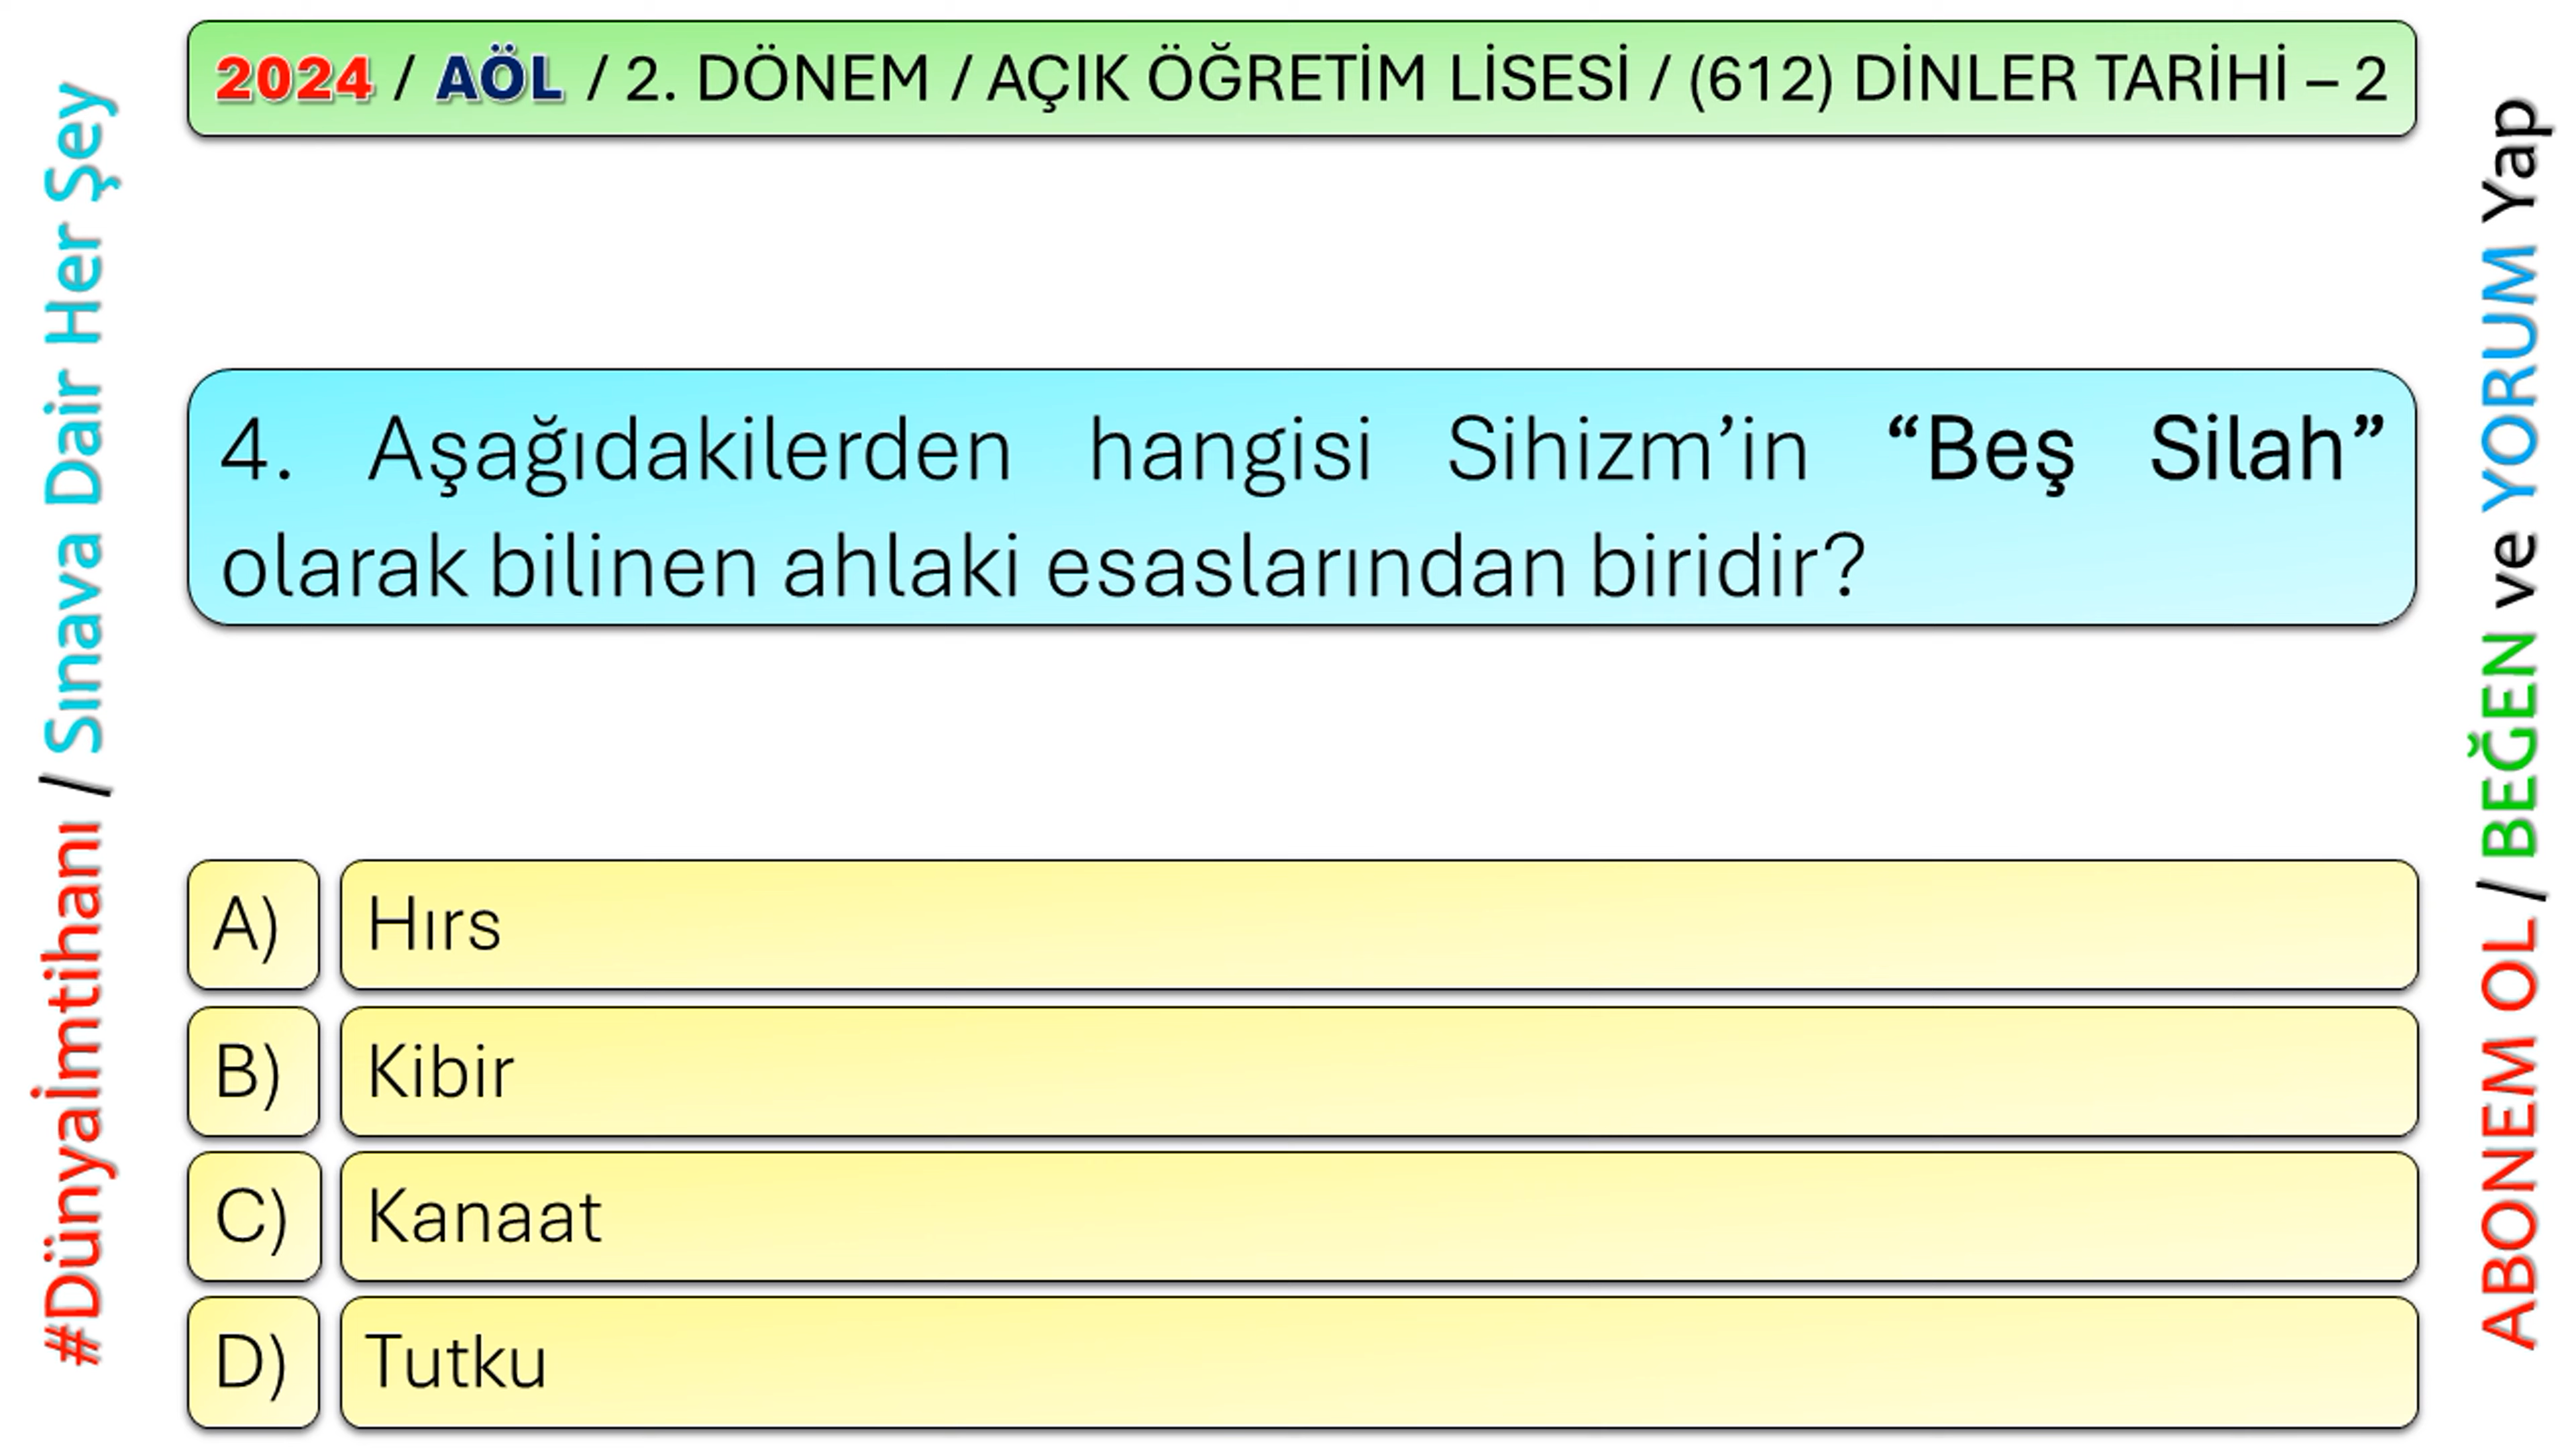 2024 / AÖL / 2. DÖNEM / AÇIK ÖĞRETİM LİSESİ / (612) DİNLER TARİHİ – 2
#Dünyaİmtihanı / Sınava Dair Her Şey
4. Aşağıdakilerden hangisi Sihizm’in “Beş Silah”
olarak bilinen ahlaki esaslarından biridir?
A) Hırs
B) Kibir
C) Kanaat
D) Tutku
ABONEM OL / BEĞEN ve YORUM Yap